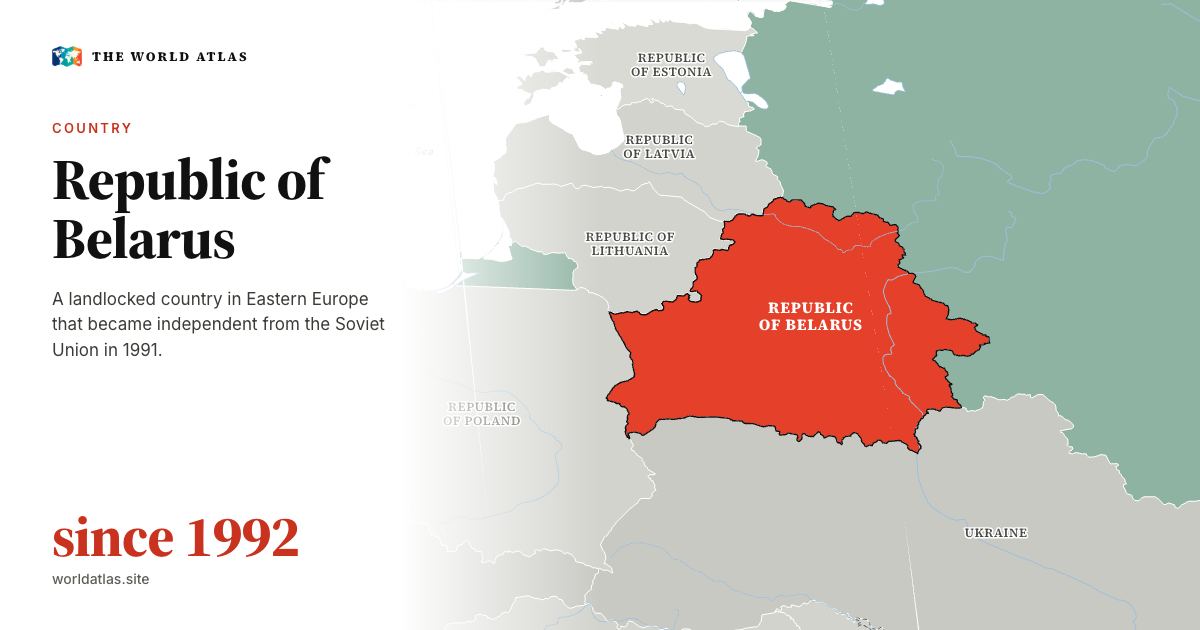 THE WORLD ATLAS
COUNTRY
Republic of
Belarus
A landlocked country in Eastern Europe
that became independent from the Soviet
Union in 1991.
since 1992
worldatlas.site
REPUBLIC
OF ESTONIA
REPUBLIC
OF LATVIA
REPUBLIC OF
LITHUANIA
REPUBLIC
OF BELARUS
REPUBLIC
OF POLAND
UKRAINE
Sea